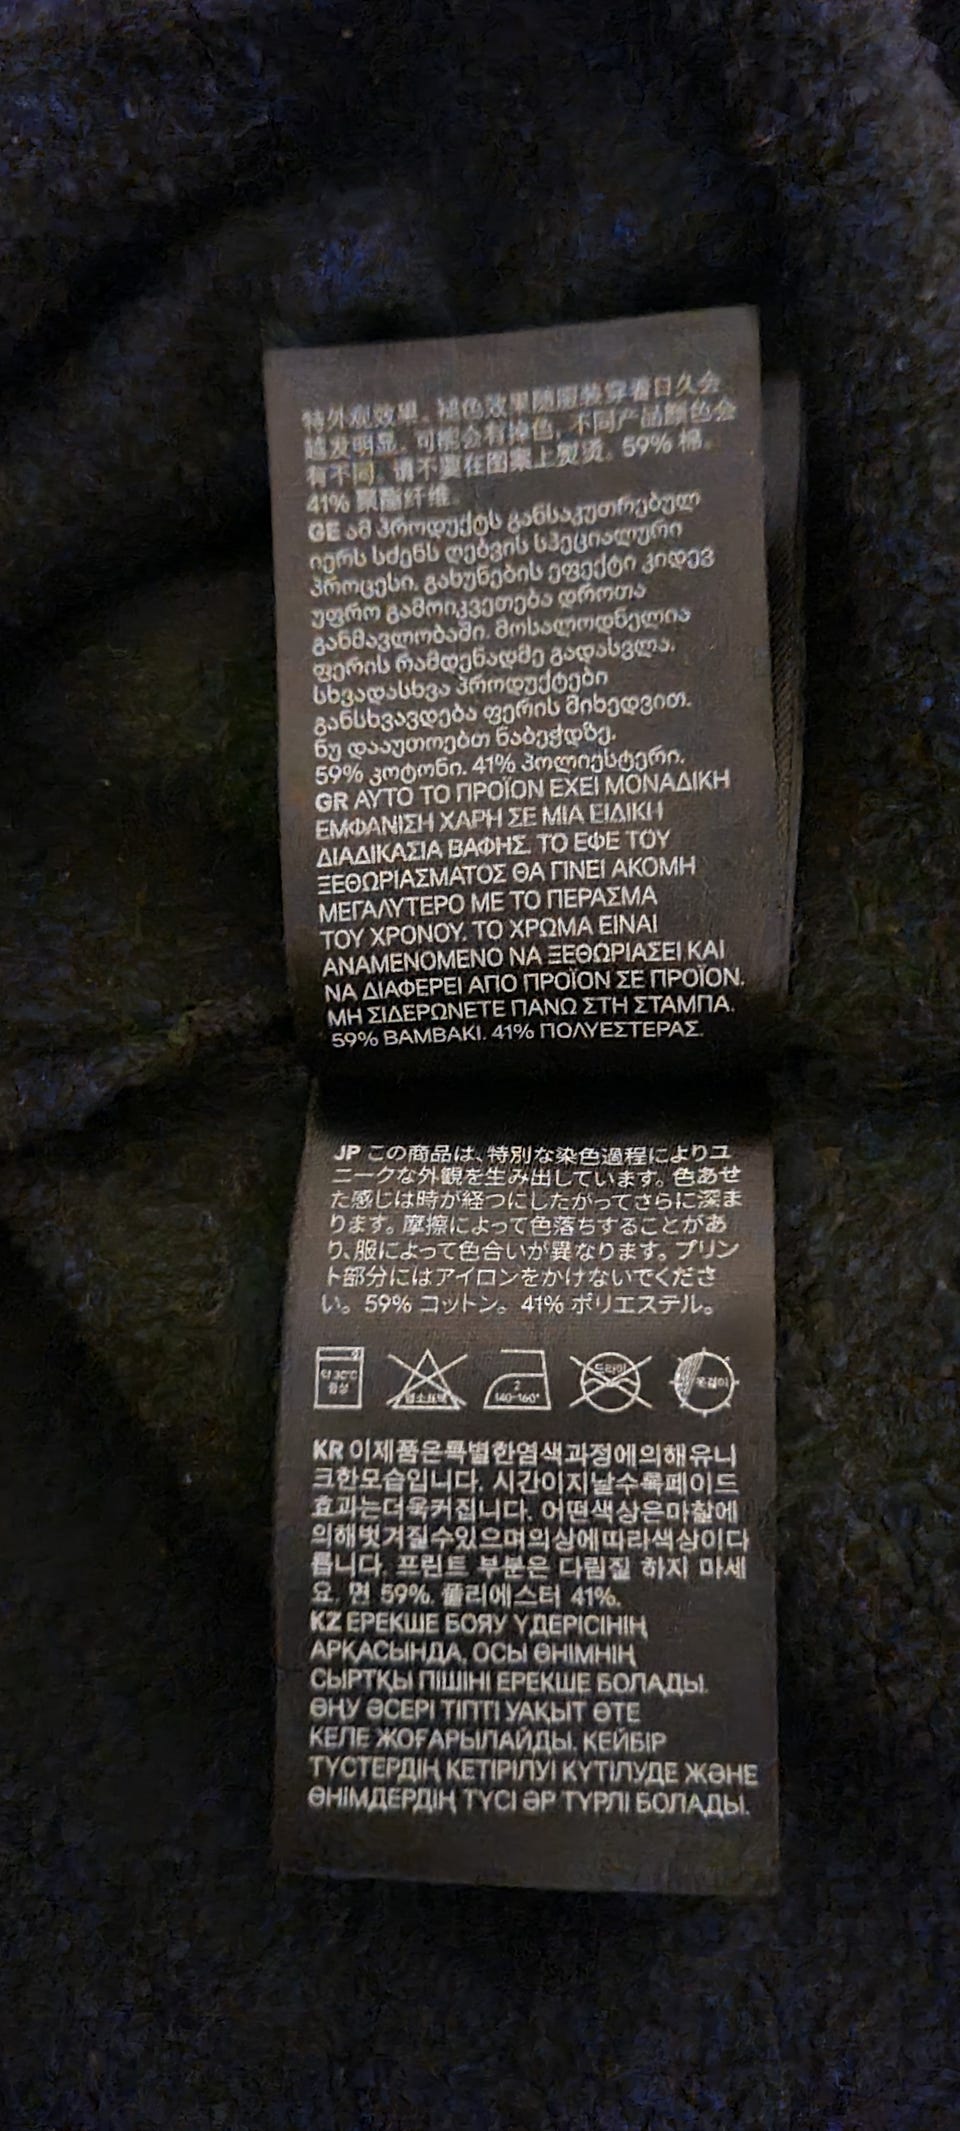 特外观效果。褪色效果随服装穿着日久会
越发明显。可能会有掉色，不同产品颜色会
有不同。请不要在图案上熨烫。59% 棉。
41% 聚酯纤维。
GE ამ პროდუქტს განსაკუთრებულ
იერს სძენს ღებვის სპეციალური
პროცესი. გახუნების ეფექტი კიდევ
უფრო გამოიკვეთება დროთა
განმავლობაში. მოსალოდნელია
ფერის რამდენადმე გადასვლა.
სხვადასხვა პროდუქტები
განსხვავდება ფერის მიხედვით.
ნუ დააუთოებთ ნაბეჭდზე.
59% კოტონი. 41% პოლიესტერი.
GR ΑΥΤΟ ΤΟ ΠΡΟΪΟΝ ΕΧΕΙ ΜΟΝΑΔΙΚΗ
ΕΜΦΑΝΙΣΗ ΧΑΡΗ ΣΕ ΜΙΑ ΕΙΔΙΚΗ
ΔΙΑΔΙΚΑΣΙΑ ΒΑΦΗΣ. ΤΟ ΕΦΕ ΤΟΥ
ΞΕΘΩΡΙΑΣΜΑΤΟΣ ΘΑ ΓΙΝΕΙ ΑΚΟΜΗ
ΜΕΓΑΛΥΤΕΡΟ ΜΕ ΤΟ ΠΕΡΑΣΜΑ
ΤΟΥ ΧΡΟΝΟΥ. ΤΟ ΧΡΩΜΑ ΕΙΝΑΙ
ΑΝΑΜΕΝΟΜΕΝΟ ΝΑ ΞΕΘΩΡΙΑΣΕΙ ΚΑΙ
ΝΑ ΔΙΑΦΕΡΕΙ ΑΠΟ ΠΡΟΪΟΝ ΣΕ ΠΡΟΪΟΝ.
ΜΗ ΣΙΔΕΡΩΝΕΤΕ ΠΑΝΩ ΣΤΗ ΣΤΑΜΠΑ.
59% ΒΑΜΒΑΚΙ. 41% ΠΟΛΥΕΣΤΕΡΑΣ.
JP この商品は、特別な染色過程によりユ
ニークな外観を生み出しています。色あせ
た感じは時が経つにしたがってさらに深ま
ります。摩擦によって色落ちすることがあ
り、服によって色合いが異なります。プリン
ト部分にはアイロンをかけないでくださ
い。59% コットン。41% ポリエステル。
약 30°C 중성 염소표백 2 140~160° 드라이 옷걸이
KR 이제품은특별한염색과정에의해유니
크한모습입니다. 시간이지날수록페이드
효과는더욱커집니다. 어떤색상은마찰에
의해벗겨질수있으며의상에따라색상이다
릅니다. 프린트 부분은 다림질 하지 마세
요. 면 59%. 폴리에스터 41%.
KZ ЕРЕКШЕ БОЯУ ҮДЕРІСІНІҢ
АРҚАСЫНДА, ОСЫ ӨНІМНІҢ
СЫРТҚЫ ПІШІНІ ЕРЕКШЕ БОЛАДЫ.
ӨҢУ ӘСЕРІ ТІПТІ УАҚЫТ ӨТЕ
КЕЛЕ ЖОҒАРЫЛАЙДЫ. КЕЙБІР
ТҮСТЕРДІҢ КЕТІРІЛУІ КҮТІЛУДЕ ЖӘНЕ
ӨНІМДЕРДІҢ ТҮСІ ӘР ТҮРЛІ БОЛАДЫ.